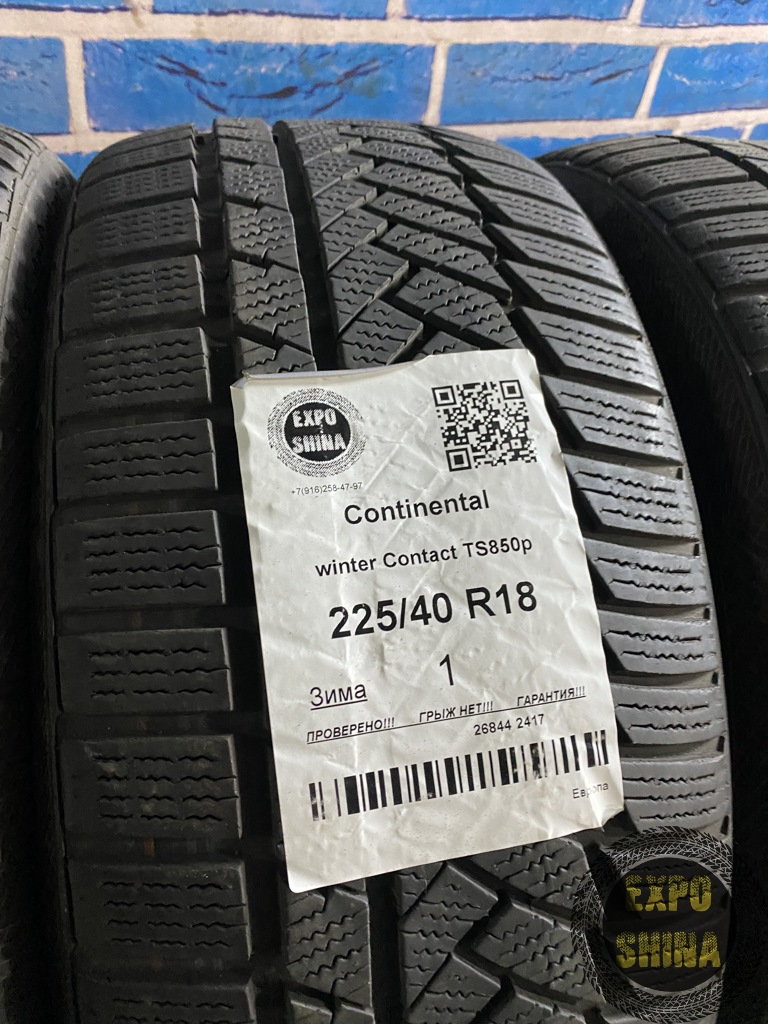 EXPO
SHINA
+7(916)258-47-97
Continental
winter Contact TS850p
225/40 R18
Зима
1
ПРОВЕРЕНО!!! ГРЫЖ НЕТ!!! ГАРАНТИЯ!!!
26844 2417
Европа
EXPO
SHINA